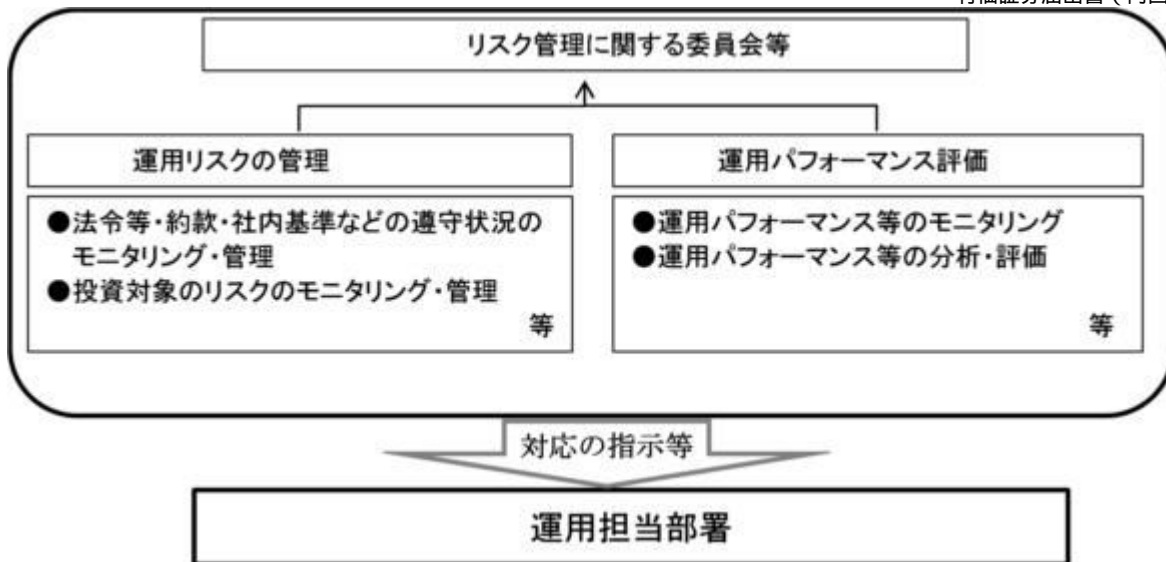 リスク管理に関する委員会等
運用リスクの管理
●法令等・約款・社内基準などの遵守状況の
モニタリング・管理
●投資対象のリスクのモニタリング・管理
等
運用パフォーマンス評価
●運用パフォーマンス等のモニタリング
●運用パフォーマンス等の分析・評価
等
対応の指示等
運用担当部署